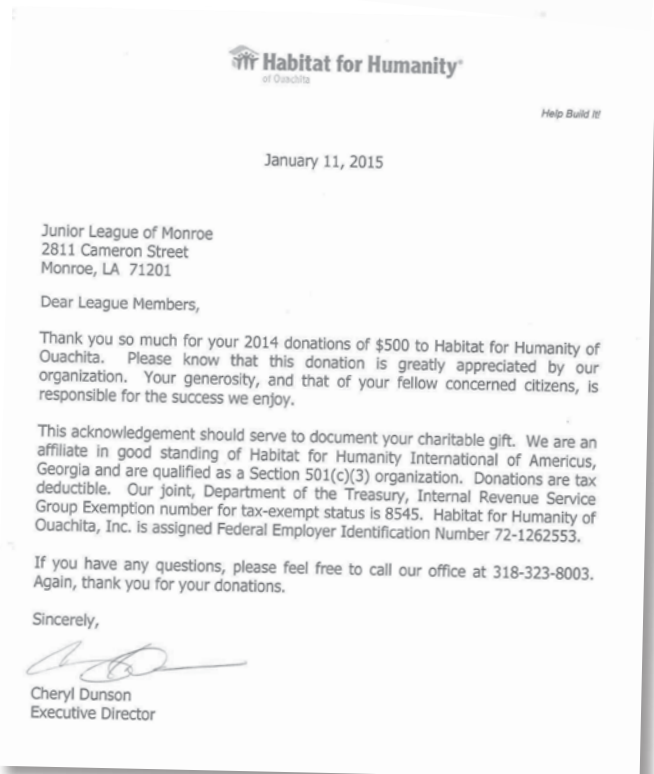 Habitat for Humanity®
of Ouachita
Help Build It!
January 11, 2015
Junior League of Monroe
2811 Cameron Street
Monroe, LA 71201
Dear League Members,
Thank you so much for your 2014 donations of $500 to Habitat for Humanity of
Ouachita. Please know that this donation is greatly appreciated by our
organization. Your generosity, and that of your fellow concerned citizens, is
responsible for the success we enjoy.
This acknowledgement should serve to document your charitable gift. We are an
affiliate in good standing of Habitat for Humanity International of Americus,
Georgia and are qualified as a Section 501(c)(3) organization. Donations are tax
deductible. Our joint, Department of the Treasury, Internal Revenue Service
Group Exemption number for tax-exempt status is 8545. Habitat for Humanity of
Ouachita, Inc. is assigned Federal Employer Identification Number 72-1262553.
If you have any questions, please feel free to call our office at 318-323-8003.
Again, thank you for your donations.
Sincerely,
Cheryl Dunson
Executive Director